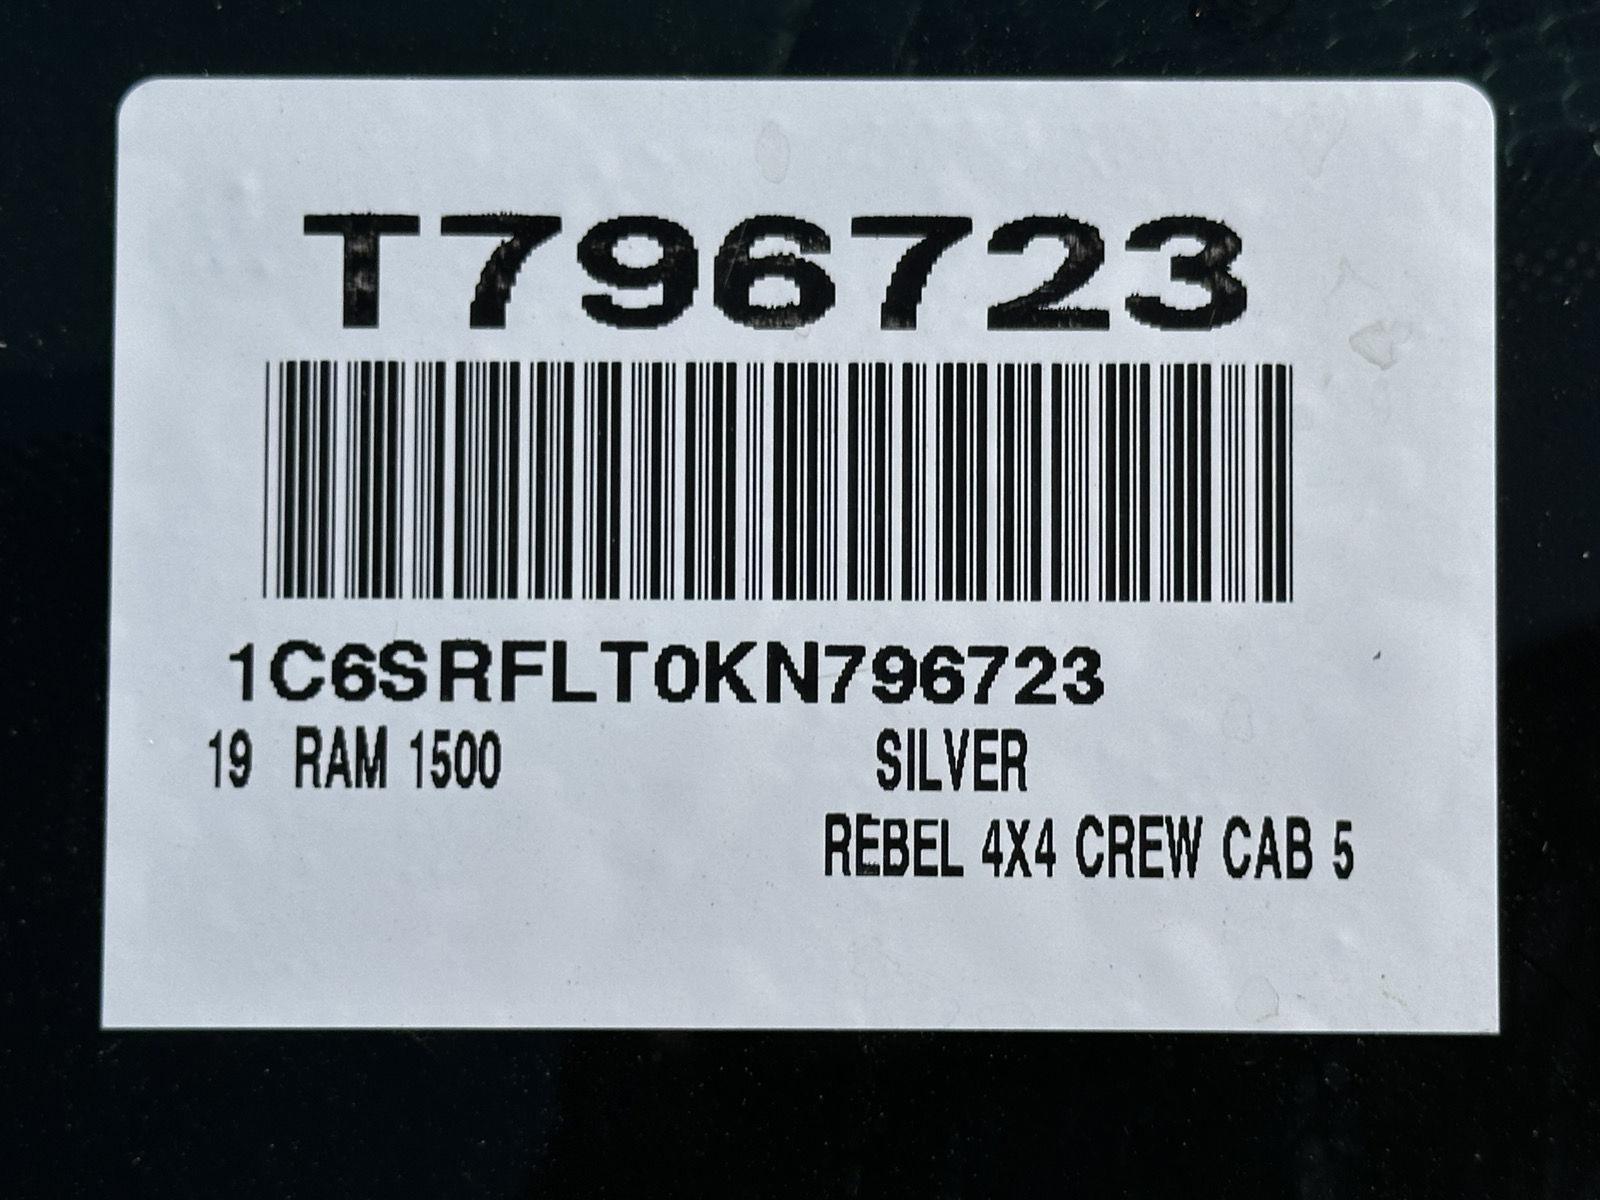 T796723
1C6SRFLT0KN796723
19 RAM 1500 SILVER
REBEL 4X4 CREW CAB 5